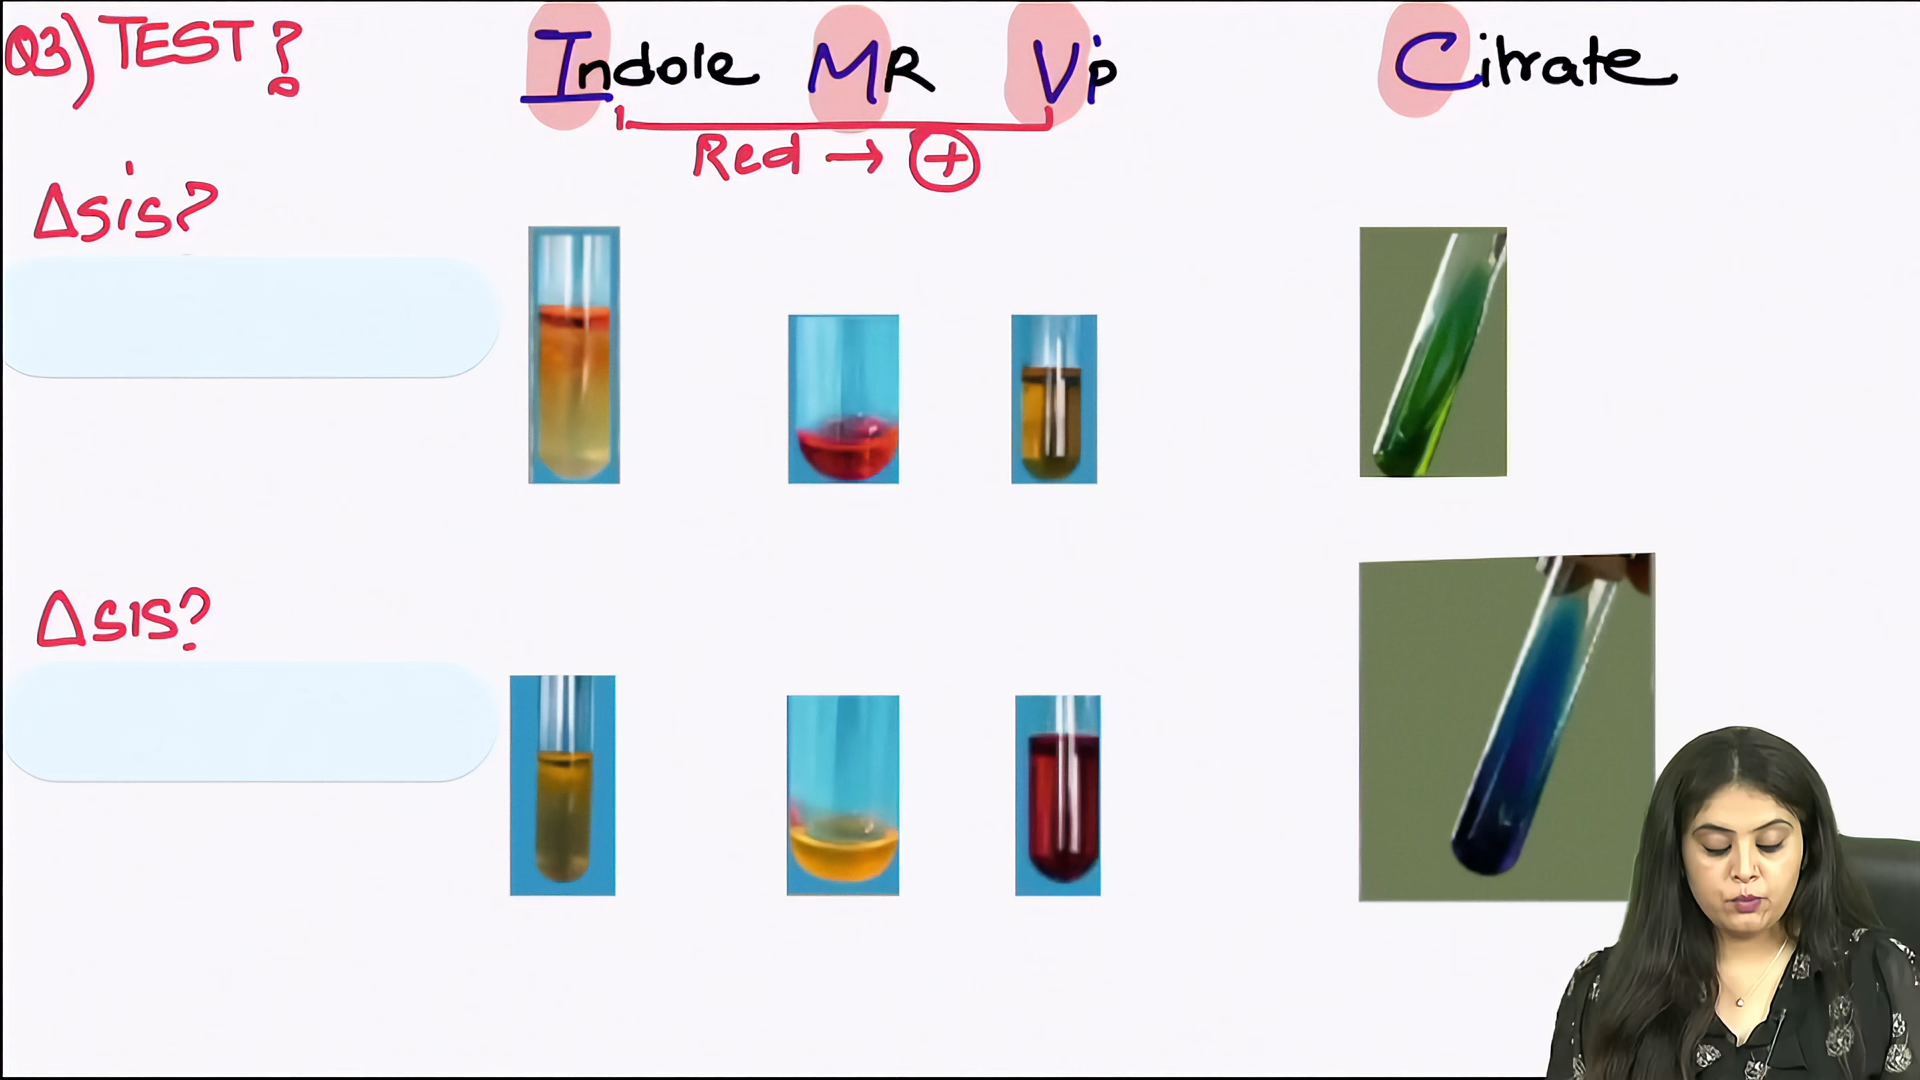 Q3) TEST?
Indole MR Vp Citrate
Red → (+)
Δsis?
Δsis?